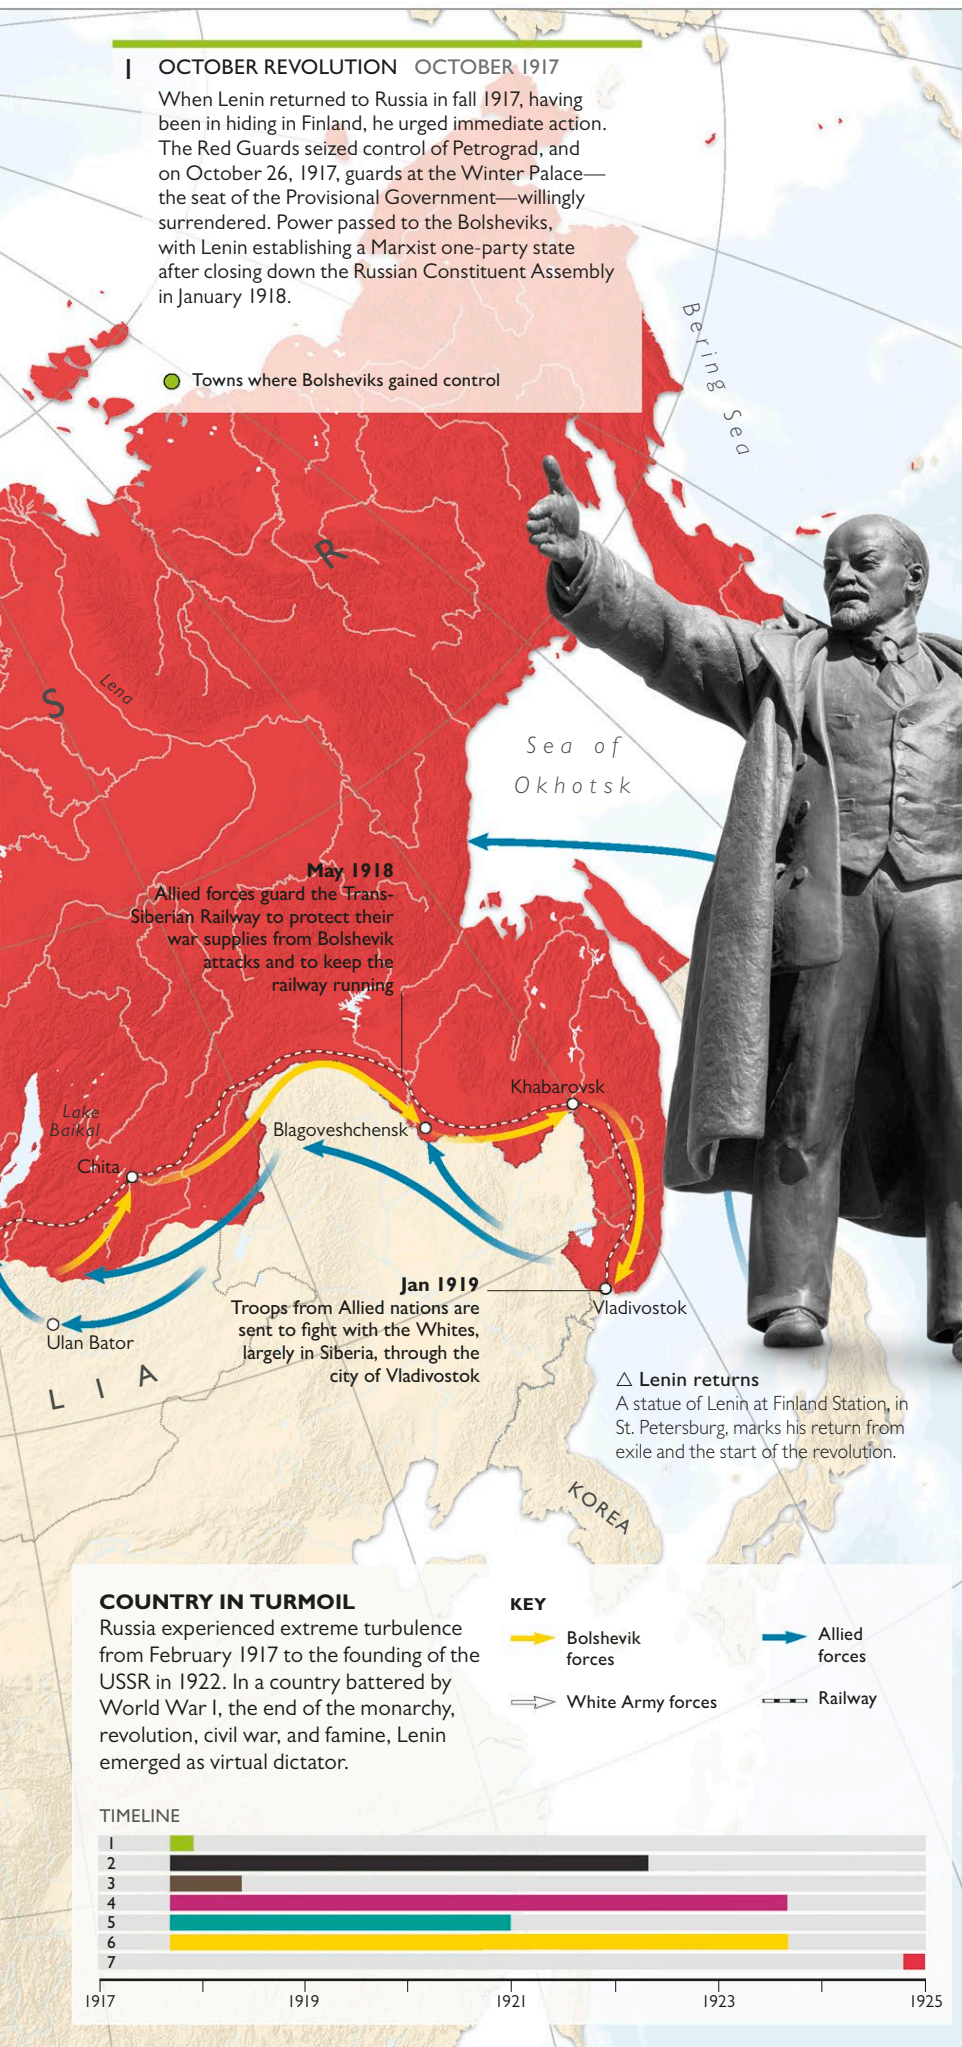 1 OCTOBER REVOLUTION OCTOBER 1917
When Lenin returned to Russia in fall 1917, having
been in hiding in Finland, he urged immediate action.
The Red Guards seized control of Petrograd, and
on October 26, 1917, guards at the Winter Palace—
the seat of the Provisional Government—willingly
surrendered. Power passed to the Bolsheviks,
with Lenin establishing a Marxist one-party state
after closing down the Russian Constituent Assembly
in January 1918.
Towns where Bolsheviks gained control
Bering Sea
R
S
Lena
Sea of
Okhotsk
May 1918
Allied forces guard the Trans-
Siberian Railway to protect their
war supplies from Bolshevik
attacks and to keep the
railway running
Khabarovsk
Lake
Baikal
Blagoveshchensk
Chita
Jan 1919
Troops from Allied nations are
sent to fight with the Whites,
largely in Siberia, through the
city of Vladivostok
Vladivostok
Ulan Bator
L I A
△ Lenin returns
A statue of Lenin at Finland Station, in
St. Petersburg, marks his return from
exile and the start of the revolution.
KOREA
COUNTRY IN TURMOIL
Russia experienced extreme turbulence
from February 1917 to the founding of the
USSR in 1922. In a country battered by
World War I, the end of the monarchy,
revolution, civil war, and famine, Lenin
emerged as virtual dictator.
KEY
Bolshevik
forces
Allied
forces
White Army forces
Railway
TIMELINE
1
2
3
4
5
6
7
1917 1919 1921 1923 1925